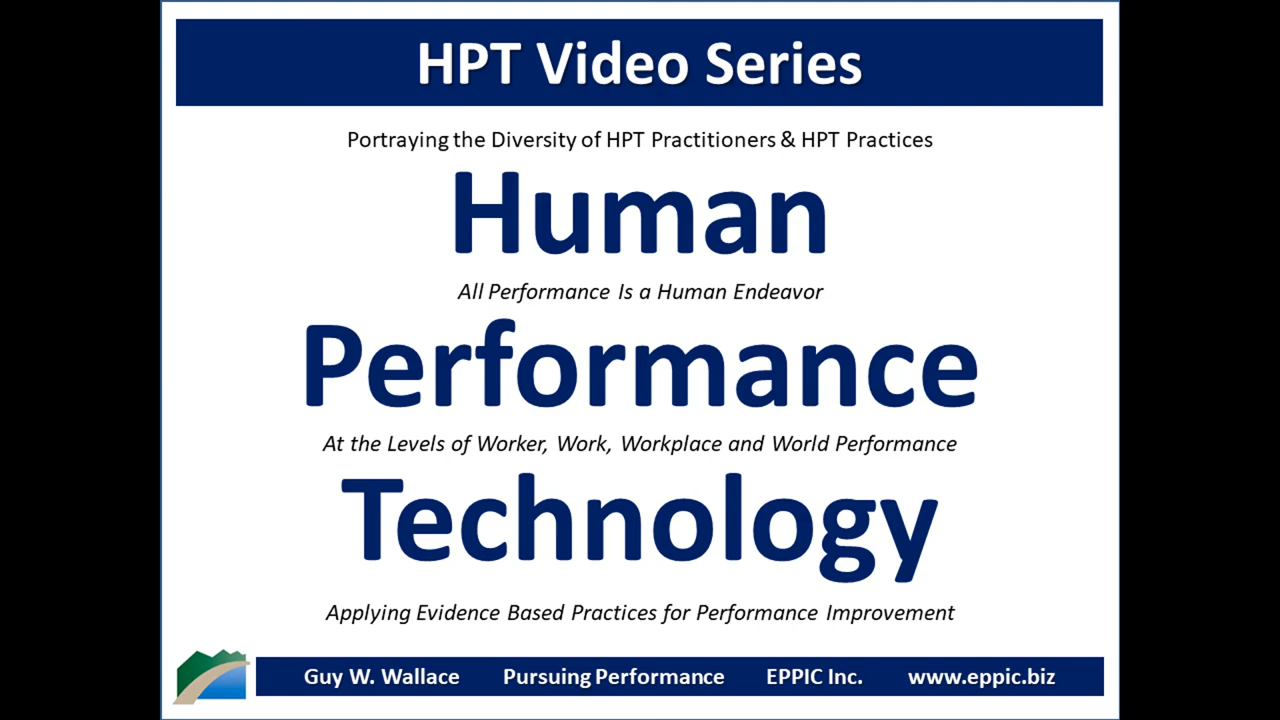 HPT Video Series
Portraying the Diversity of HPT Practitioners & HPT Practices
Human
All Performance Is a Human Endeavor
Performance
At the Levels of Worker, Work, Workplace and World Performance
Technology
Applying Evidence Based Practices for Performance Improvement
Guy W. Wallace Pursuing Performance EPPIC Inc. www.eppic.biz